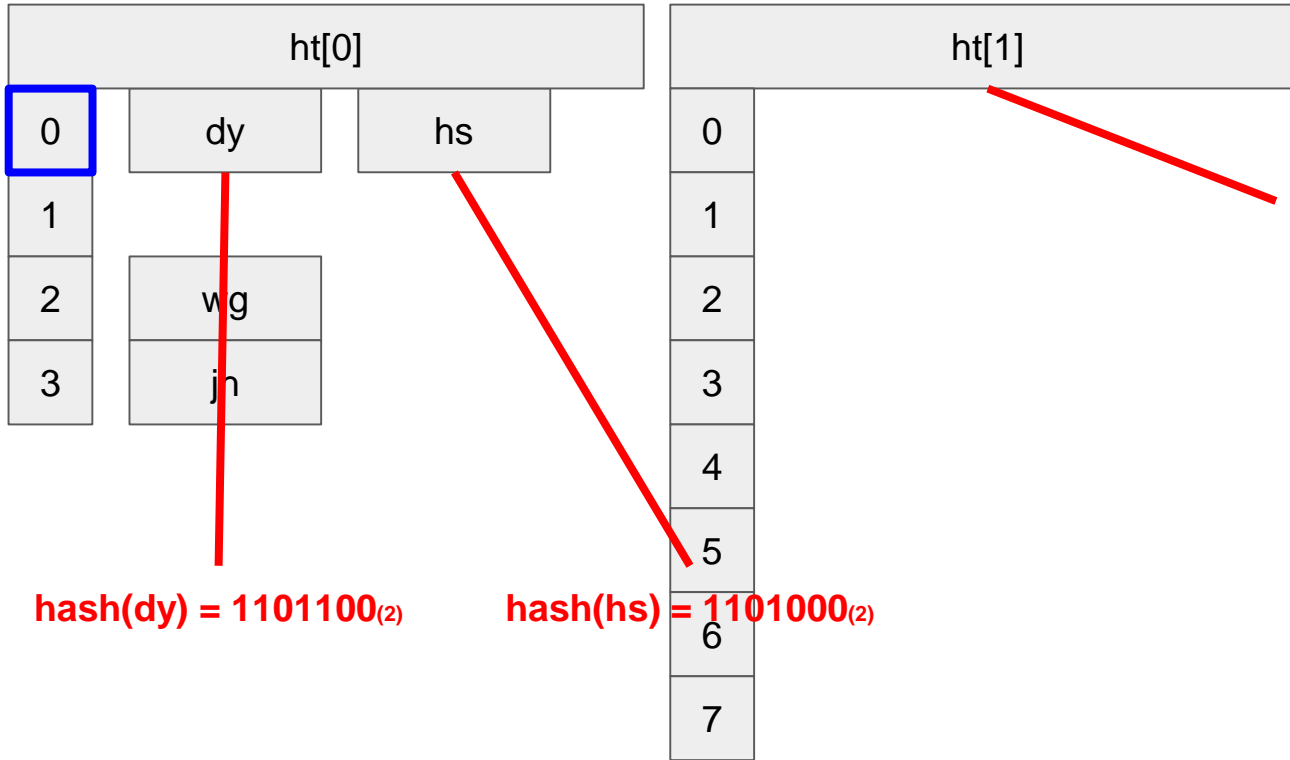 ht[0] ht[1]
0 dy hs 0
1 1
2 wg 2
3 jh 3
4
5
hash(dy) = 1101100(2) hash(hs) = 1101000(2)
6
7